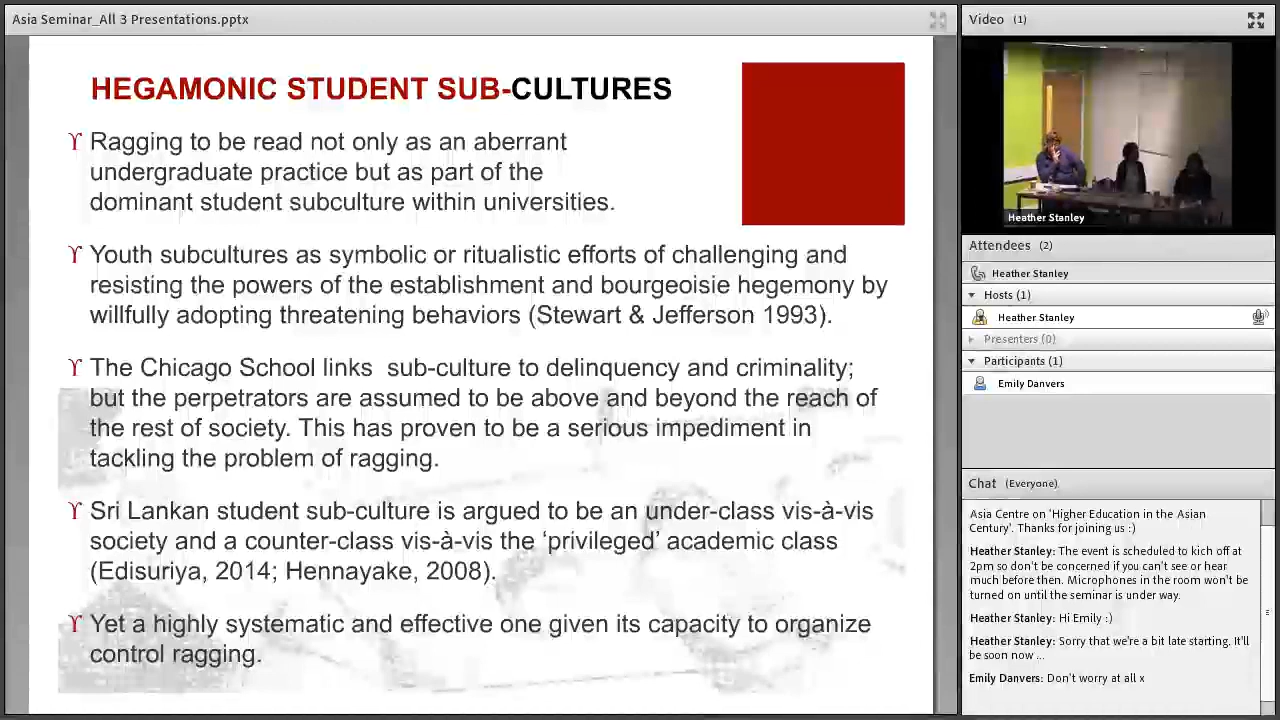 Asia Seminar_All 3 Presentations.pptx
HEGAMONIC STUDENT SUB-CULTURES
Ragging to be read not only as an aberrant
undergraduate practice but as part of the
dominant student subculture within universities.
Youth subcultures as symbolic or ritualistic efforts of challenging and
resisting the powers of the establishment and bourgeoisie hegemony by
willfully adopting threatening behaviors (Stewart & Jefferson 1993).
The Chicago School links  sub-culture to delinquency and criminality;
but the perpetrators are assumed to be above and beyond the reach of
the rest of society. This has proven to be a serious impediment in
tackling the problem of ragging.
Sri Lankan student sub-culture is argued to be an under-class vis-à-vis
society and a counter-class vis-à-vis the ‘privileged’ academic class
(Edisuriya, 2014; Hennayake, 2008).
Yet a highly systematic and effective one given its capacity to organize
control ragging.
Video (1)
Heather Stanley
Attendees (2)
Heather Stanley
Hosts (1)
Heather Stanley
Presenters (0)
Participants (1)
Emily Danvers
Chat (Everyone)
Asia Centre on 'Higher Education in the Asian
Century'. Thanks for joining us :)
Heather Stanley: The event is scheduled to kick off at
2pm so don't be concerned if you can't see or hear
much before then. Microphones in the room won't be
turned on until the seminar is under way.
Heather Stanley: Hi Emily :)
Heather Stanley: Sorry that we're a bit late starting. It'll
be soon now ...
Emily Danvers: Don't worry at all x